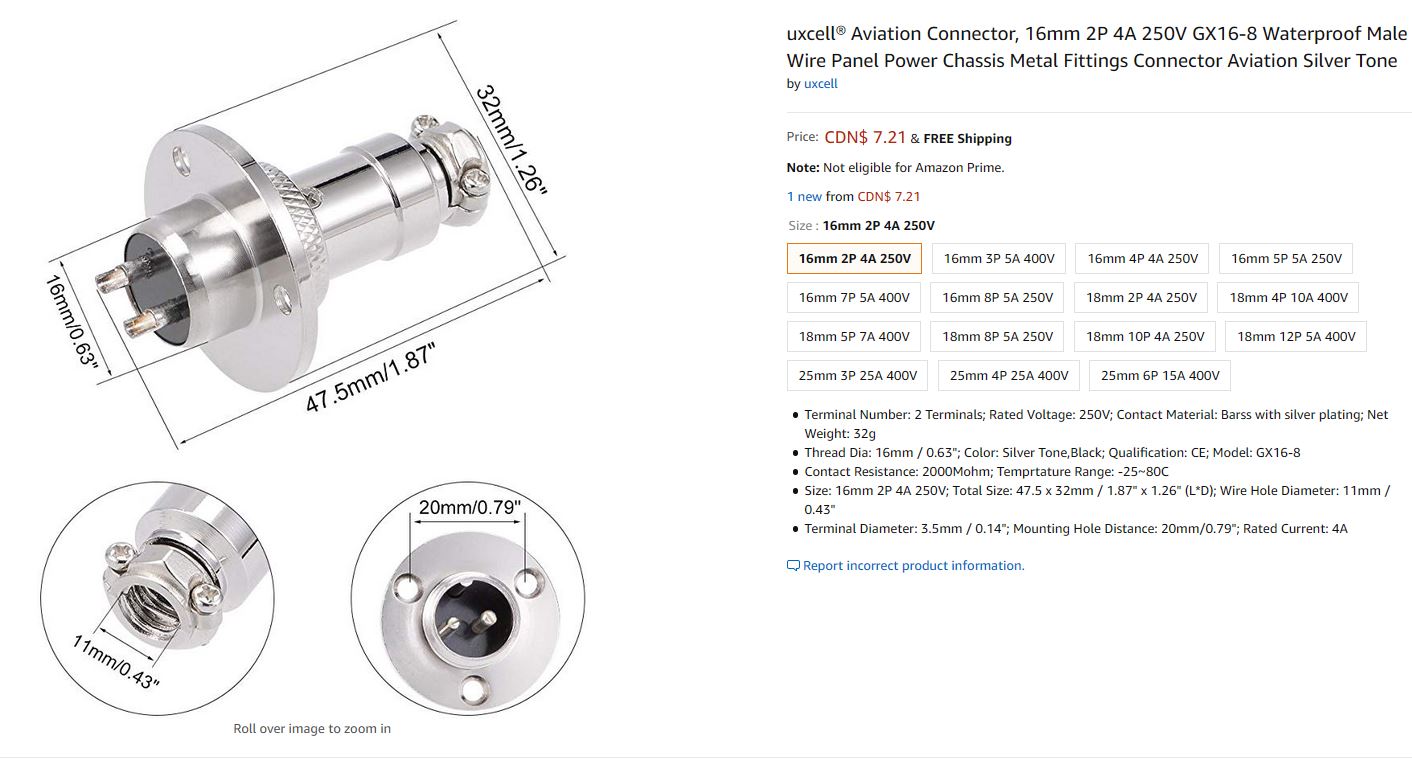 32mm/1.26"
16mm/0.63"
47.5mm/1.87"
20mm/0.79"
11mm/0.43"
Roll over image to zoom in
uxcell® Aviation Connector, 16mm 2P 4A 250V GX16-8 Waterproof Male
Wire Panel Power Chassis Metal Fittings Connector Aviation Silver Tone
by uxcell
Price: CDN$ 7.21 & FREE Shipping
Note: Not eligible for Amazon Prime.
1 new from CDN$ 7.21
Size : 16mm 2P 4A 250V
16mm 2P 4A 250V 16mm 3P 5A 400V 16mm 4P 4A 250V 16mm 5P 5A 250V
16mm 7P 5A 400V 16mm 8P 5A 250V 18mm 2P 4A 250V 18mm 4P 10A 400V
18mm 5P 7A 400V 18mm 8P 5A 250V 18mm 10P 4A 250V 18mm 12P 5A 400V
25mm 3P 25A 400V 25mm 4P 25A 400V 25mm 6P 15A 400V
• Terminal Number: 2 Terminals; Rated Voltage: 250V; Contact Material: Barss with silver plating; Net
Weight: 32g
• Thread Dia: 16mm / 0.63"; Color: Silver Tone,Black; Qualification: CE; Model: GX16-8
• Contact Resistance: 2000Mohm; Temprtature Range: -25~80C
• Size: 16mm 2P 4A 250V; Total Size: 47.5 x 32mm / 1.87" x 1.26" (L*D); Wire Hole Diameter: 11mm /
0.43"
• Terminal Diameter: 3.5mm / 0.14"; Mounting Hole Distance: 20mm/0.79"; Rated Current: 4A
Report incorrect product information.